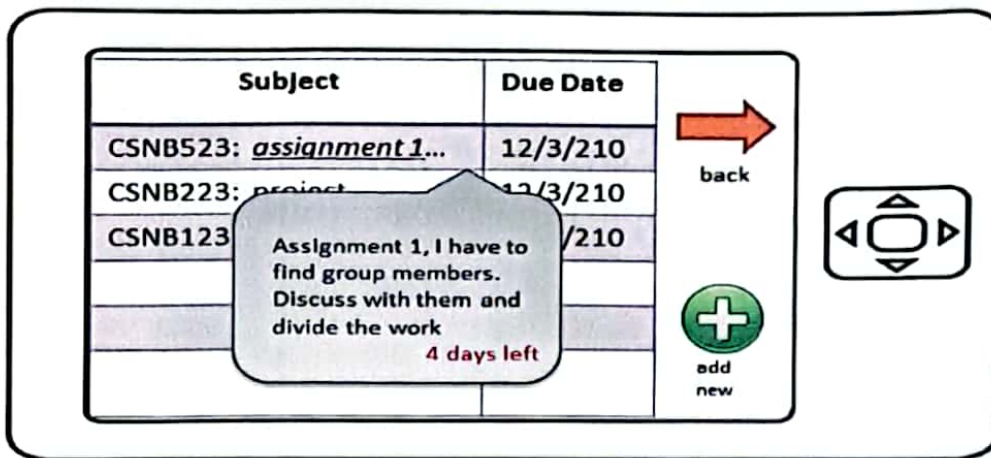 Subject Due Date
CSNB523: assignment 1... 12/3/210
CSNB223: project 12/3/210
CSNB123 /210
Assignment 1, I have to
find group members.
Discuss with them and
divide the work
4 days left
back
add
new